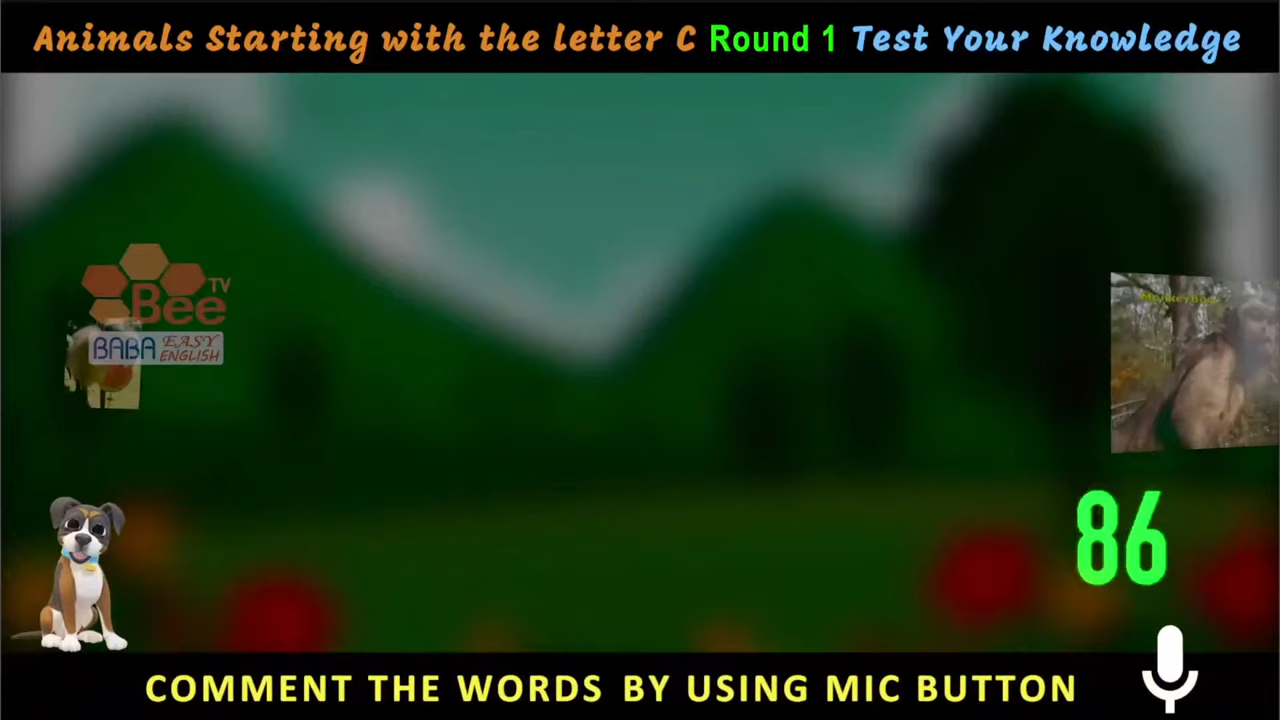 Animals Starting with the letter C Round 1 Test Your Knowledge
Bee TV
BABA EASY ENGLISH
86
COMMENT THE WORDS BY USING MIC BUTTON